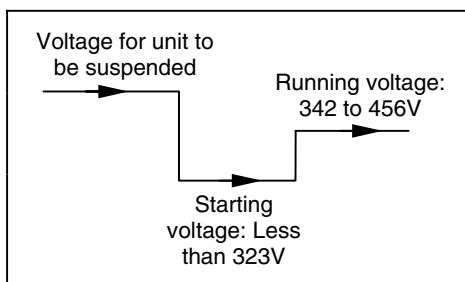 Voltage for unit to
be suspended
Running voltage:
342 to 456V
Starting
voltage: Less
than 323V